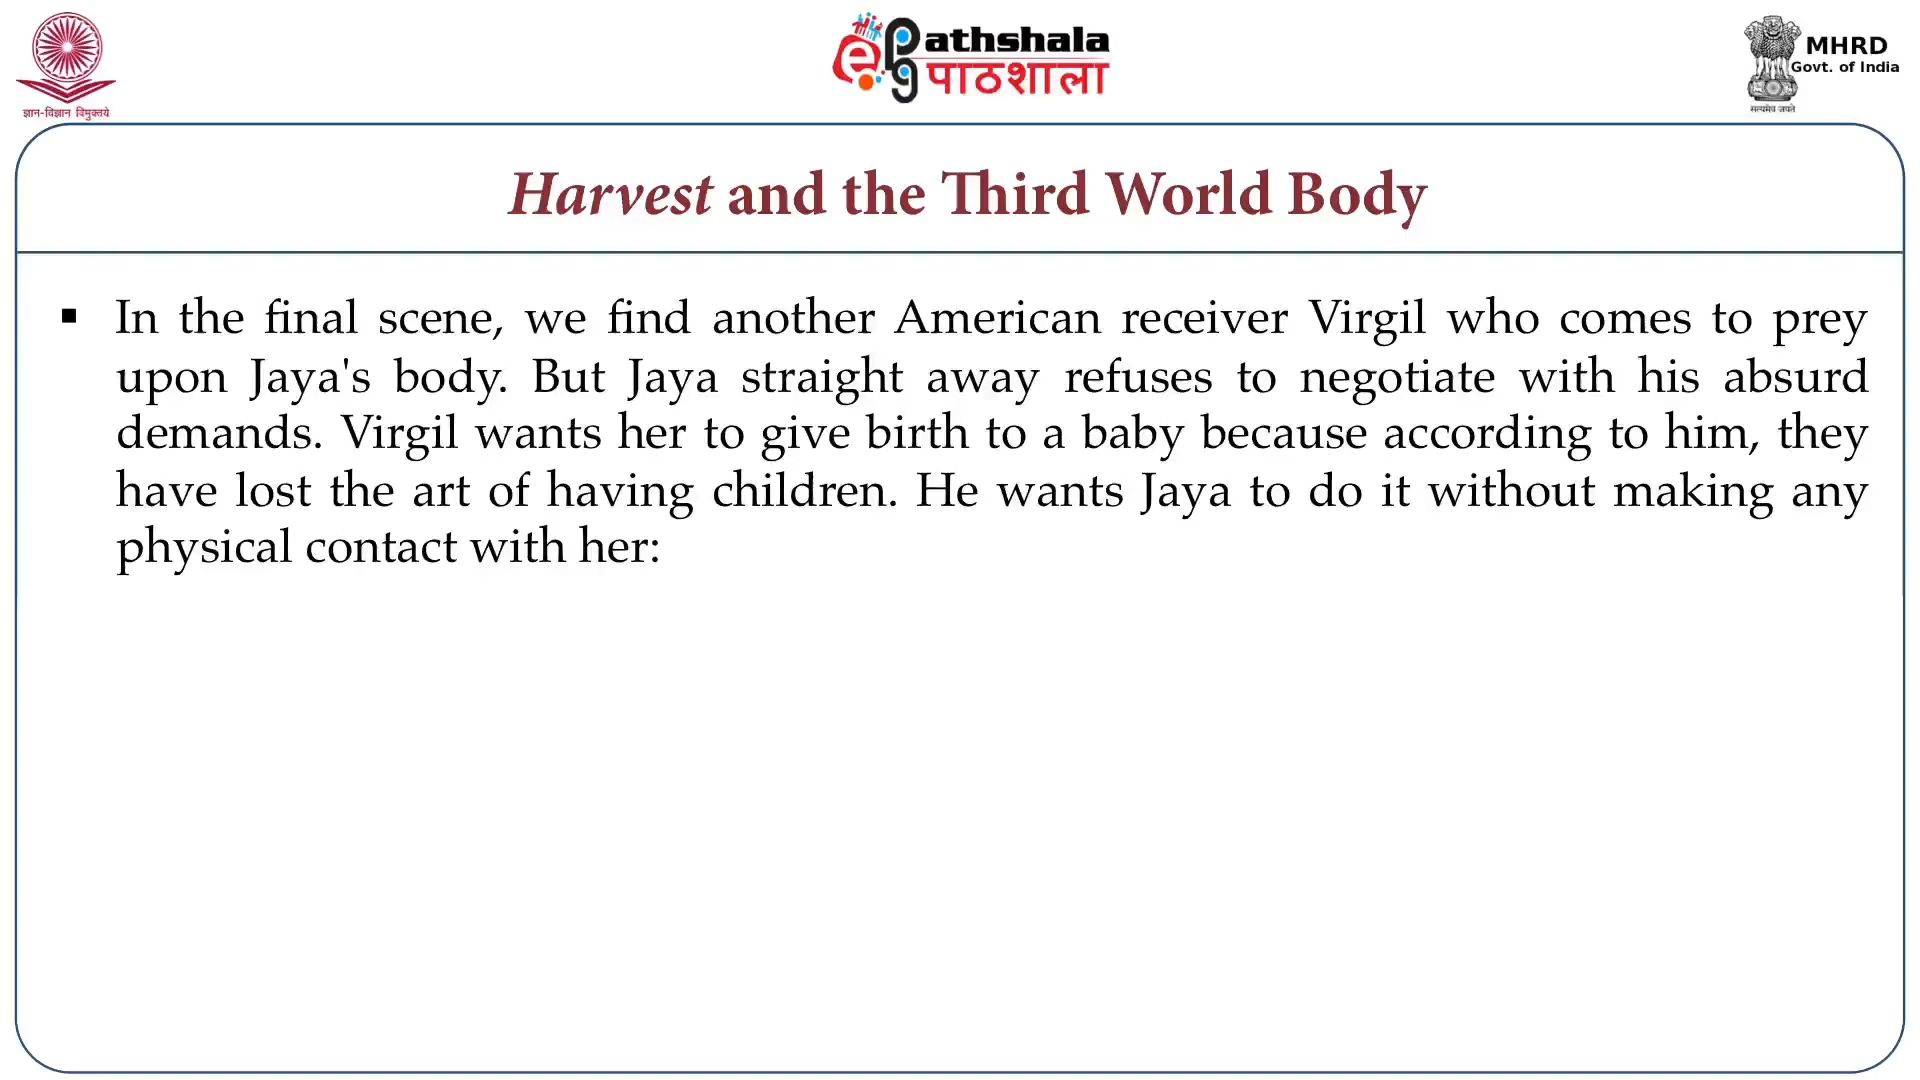 ज्ञान-विज्ञान विमुक्तये
ePathshala
pg पाठशाला
MHRD
Govt. of India
सत्यमेव जयते
Harvest and the Third World Body
▪ In the final scene, we find another American receiver Virgil who comes to prey
upon Jaya's body. But Jaya straight away refuses to negotiate with his absurd
demands. Virgil wants her to give birth to a baby because according to him, they
have lost the art of having children. He wants Jaya to do it without making any
physical contact with her: